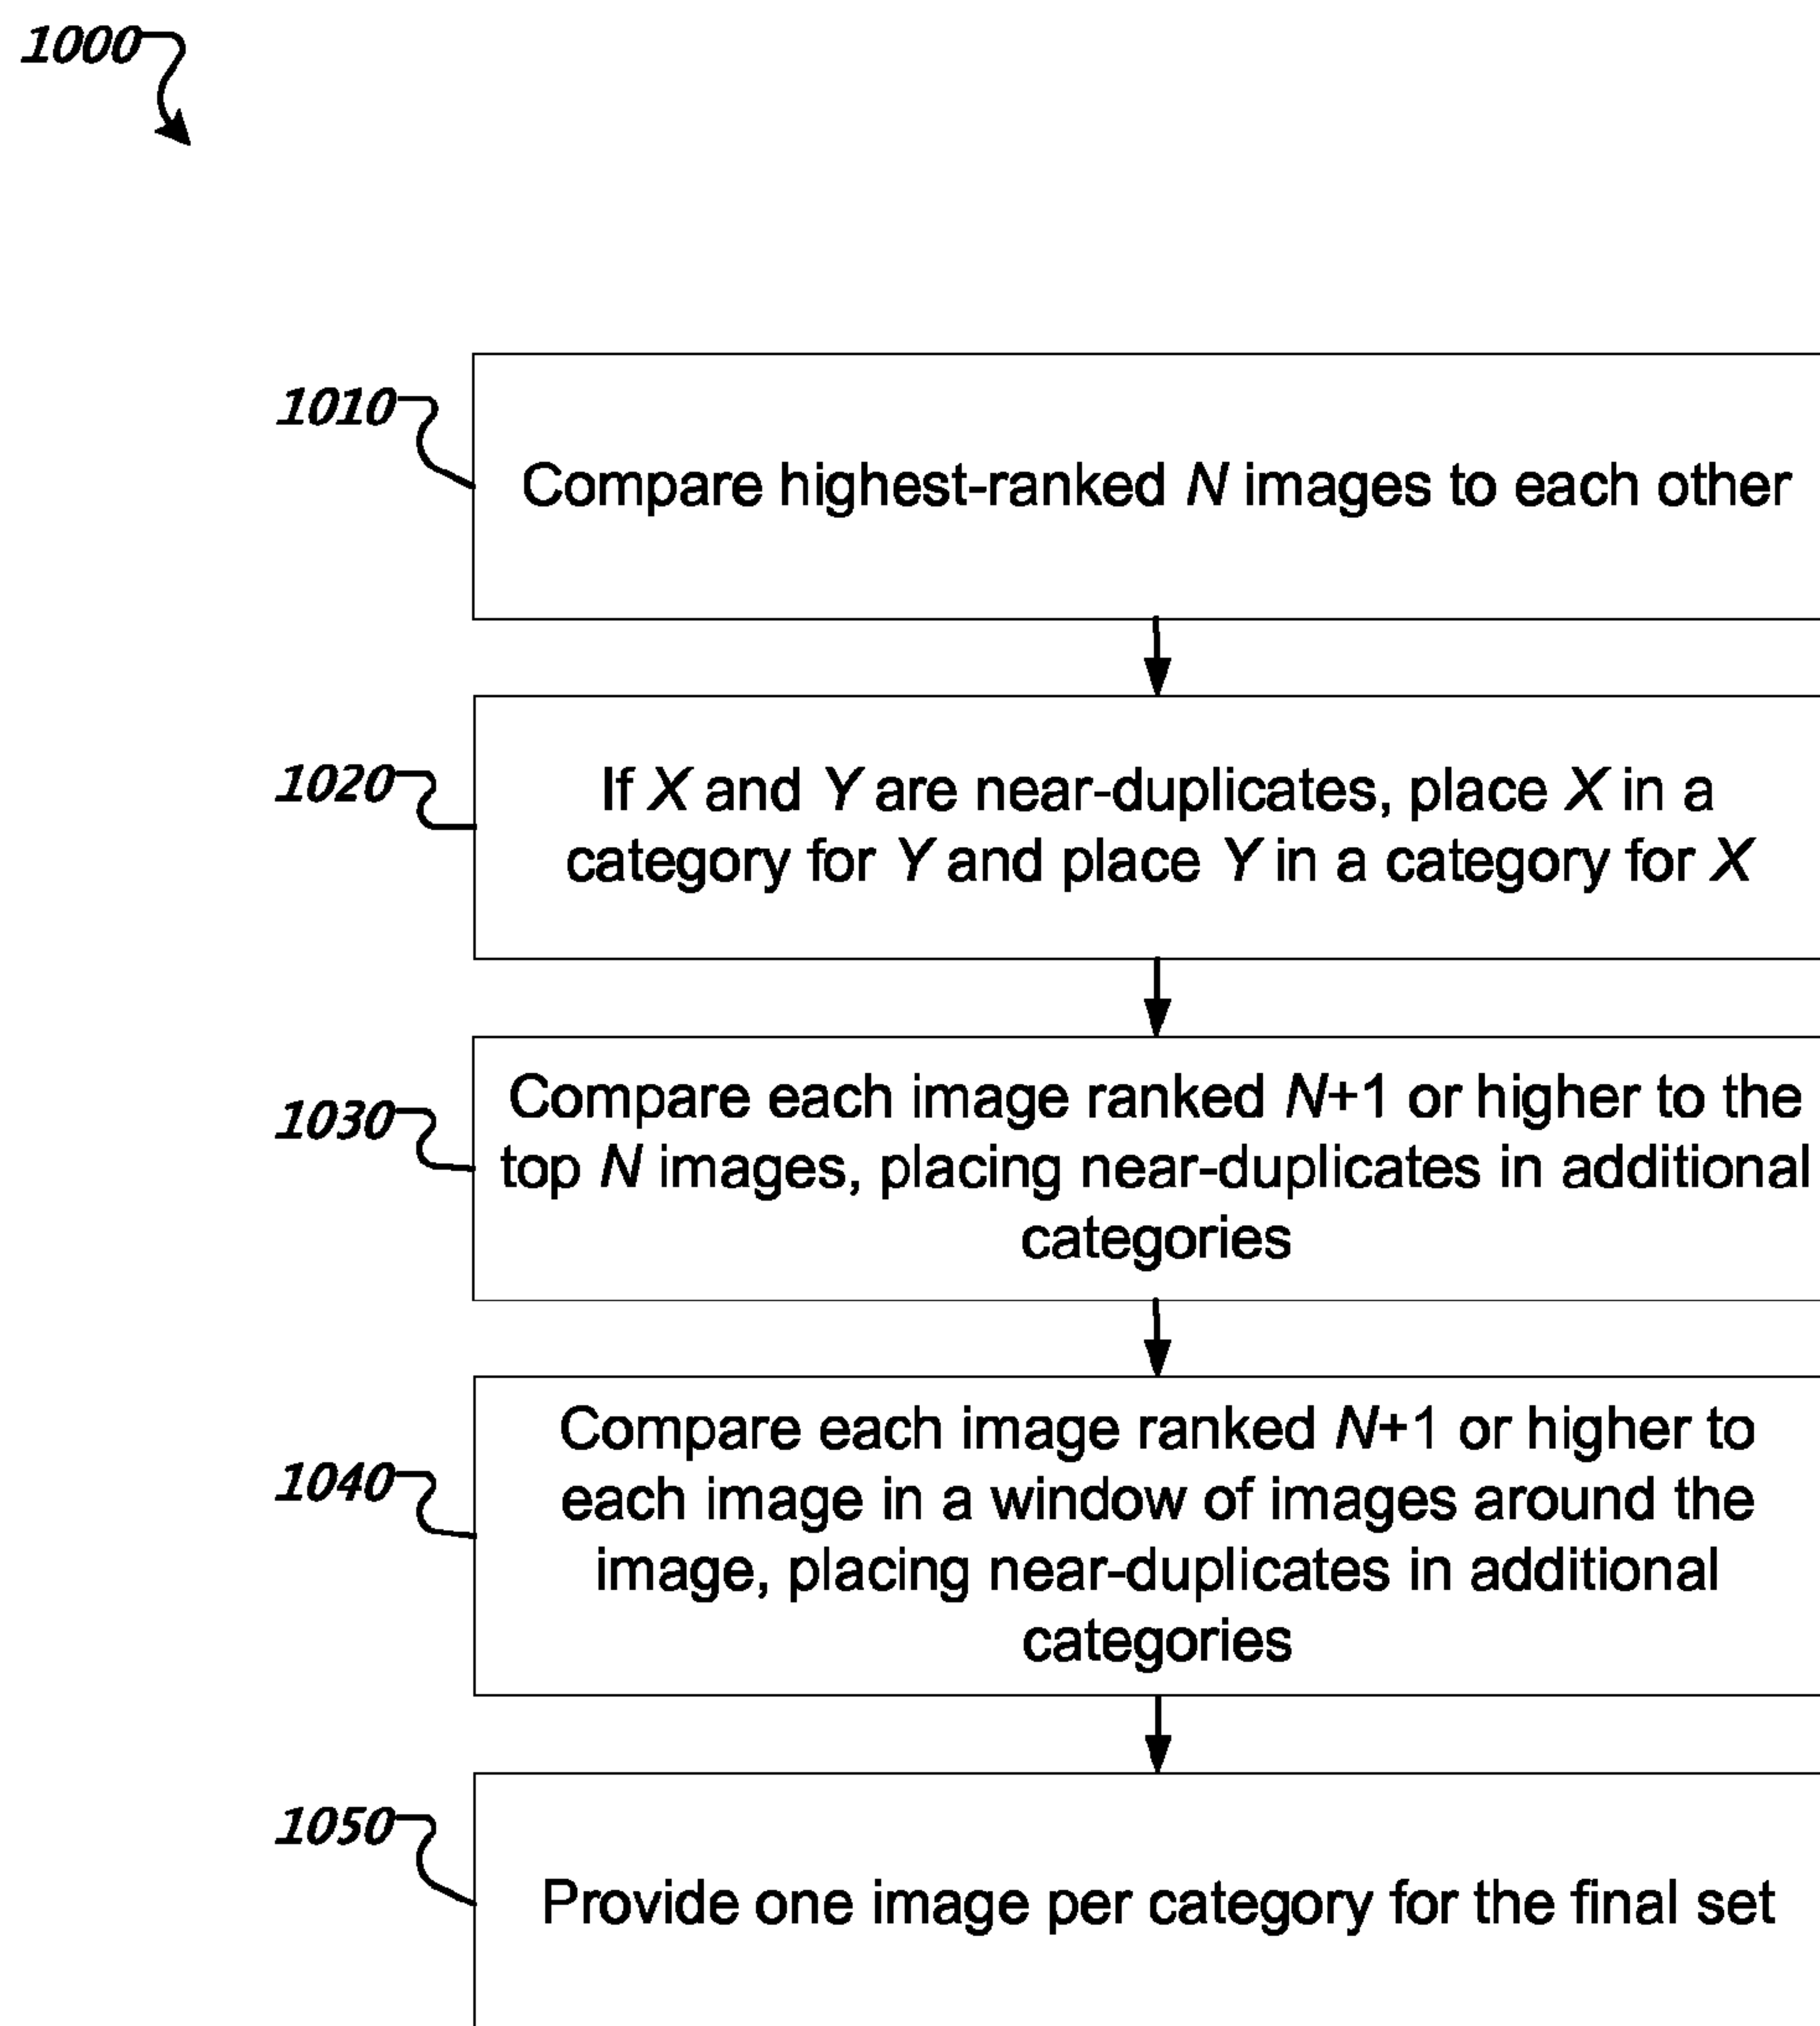 1000
1010
Compare highest-ranked N images to each other
1020
If X and Y are near-duplicates, place X in a
category for Y and place Y in a category for X
1030
Compare each image ranked N+1 or higher to the
top N images, placing near-duplicates in additional
categories
1040
Compare each image ranked N+1 or higher to
each image in a window of images around the
image, placing near-duplicates in additional
categories
1050
Provide one image per category for the final set